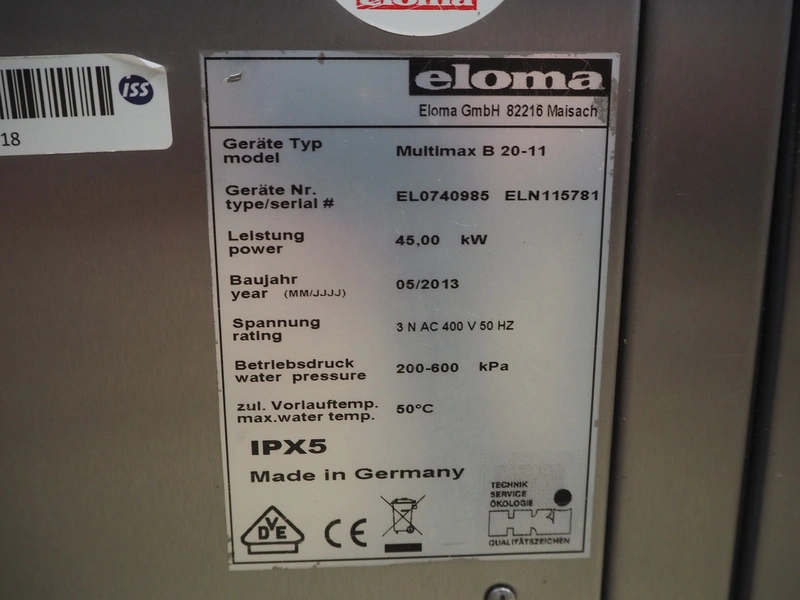 eloma
ISS
18
eloma
Eloma GmbH 82216 Maisach
Geräte Typ
model
Multimax B 20-11
Geräte Nr.
type/serial #
EL0740985 ELN115781
Leistung
power
45,00 kW
Baujahr
year (MM/JJJJ)
05/2013
Spannung
rating
3 N AC 400 V 50 HZ
Betriebsdruck
water pressure
200-600 kPa
zul. Vorlauftemp.
max.water temp.
50°C
IPX5
Made in Germany
TECHNIK
SERVICE
ÖKOLOGIE
DVE
CE
HKI
QUALITÄTSZEICHEN